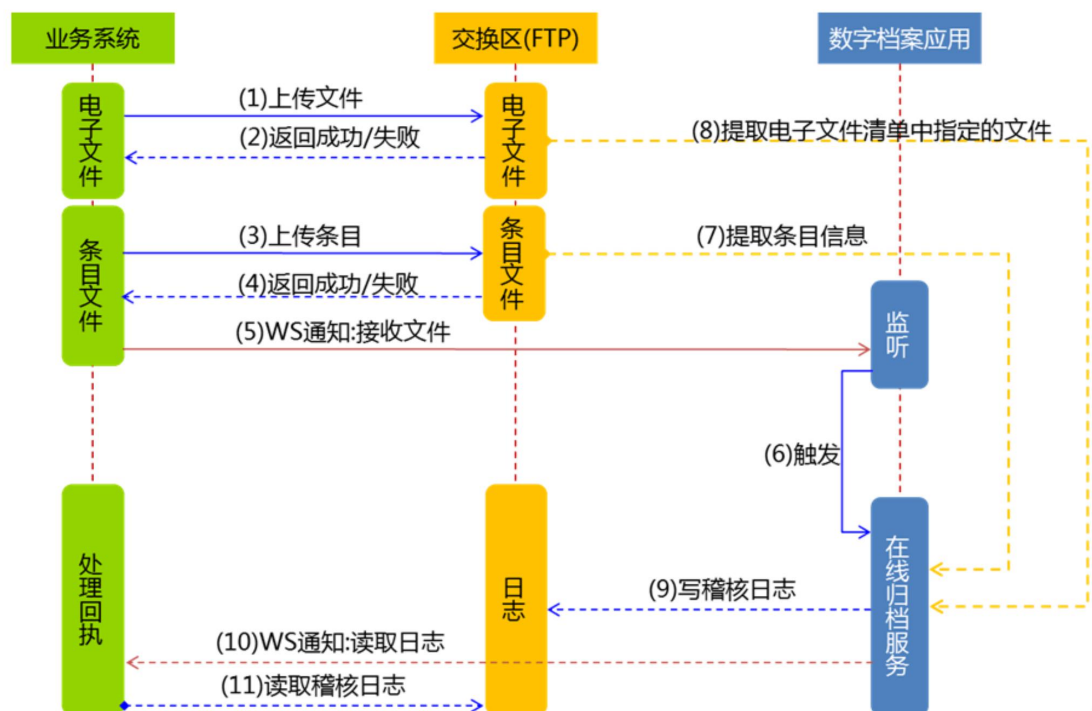 业务系统
交换区(FTP)
数字档案应用
电子文件
(1)上传文件
电子文件
(2)返回成功/失败
(8)提取电子文件清单中指定的文件
条目文件
(3)上传条目
条目文件
(7)提取条目信息
(4)返回成功/失败
(5)WS通知:接收文件
监听
(6)触发
处理回执
日志
在线归档服务
(9)写稽核日志
(10)WS通知:读取日志
(11)读取稽核日志